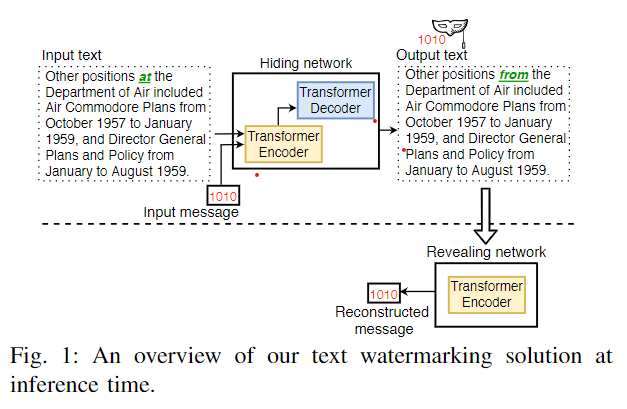 1010
Input text
Hiding network
Output text
Other positions at the
Department of Air included
Air Commodore Plans from
October 1957 to January
1959, and Director General
Plans and Policy from
January to August 1959.
Transformer
Decoder
Transformer
Encoder
1010
Input message
Other positions from the
Department of Air included
Air Commodore Plans from
October 1957 to January
1959, and Director General
Plans and Policy from
January to August 1959.
Revealing network
Transformer
Encoder
1010
Reconstructed
message
Fig. 1: An overview of our text watermarking solution at
inference time.